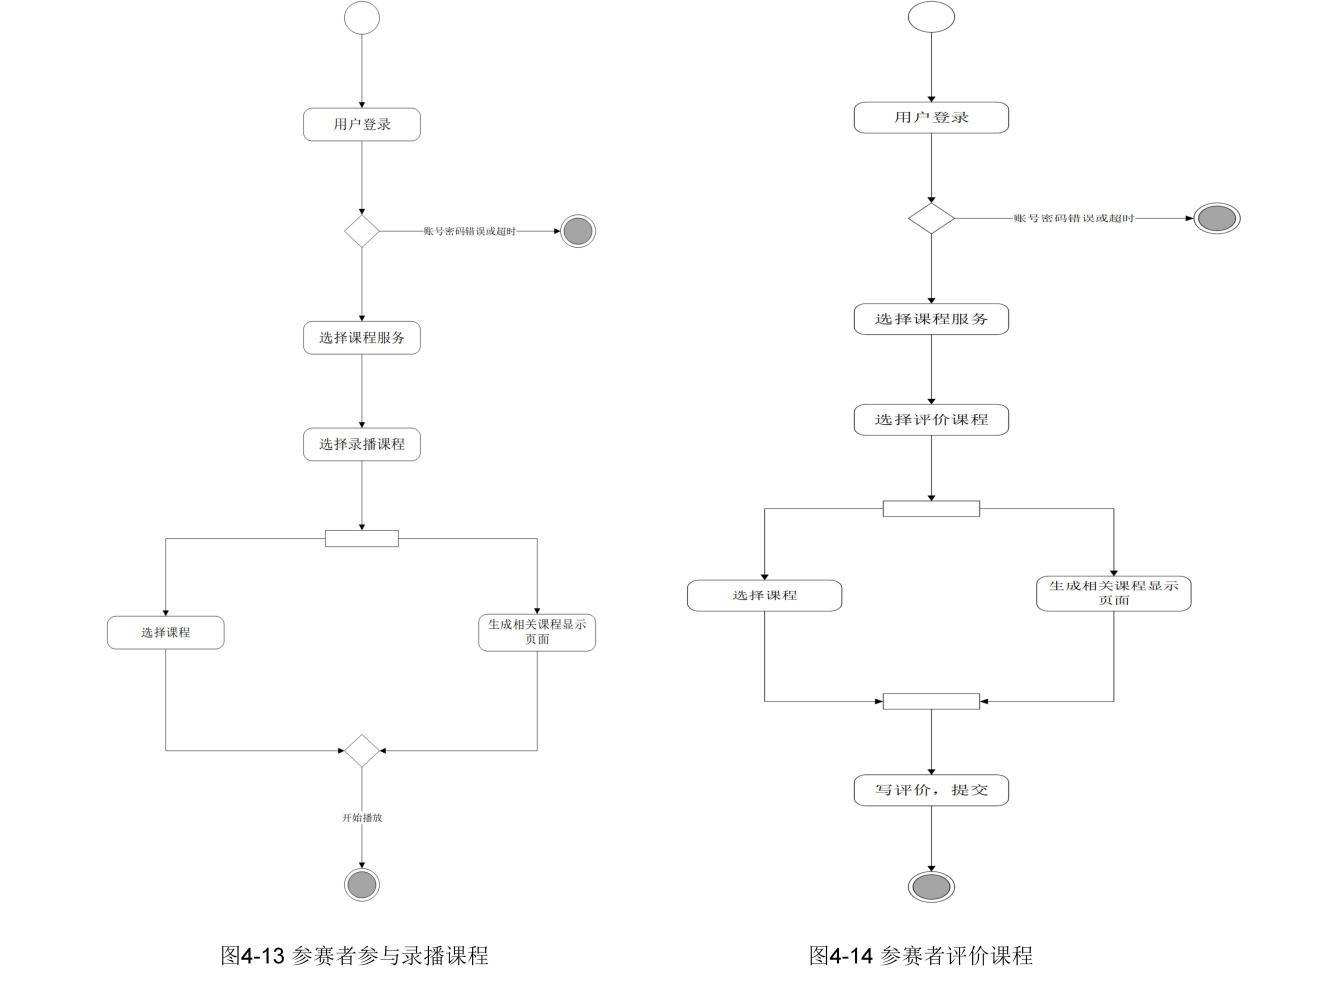 用户登录
账号密码错误或超时
选择课程服务
选择录播课程
选择课程
生成相关课程显示
页面
开始播放
图4-13 参赛者参与录播课程
用户登录
账号密码错误或超时
选择课程服务
选择评价课程
选择课程
生成相关课程显示
页面
写评价，提交
图4-14 参赛者评价课程